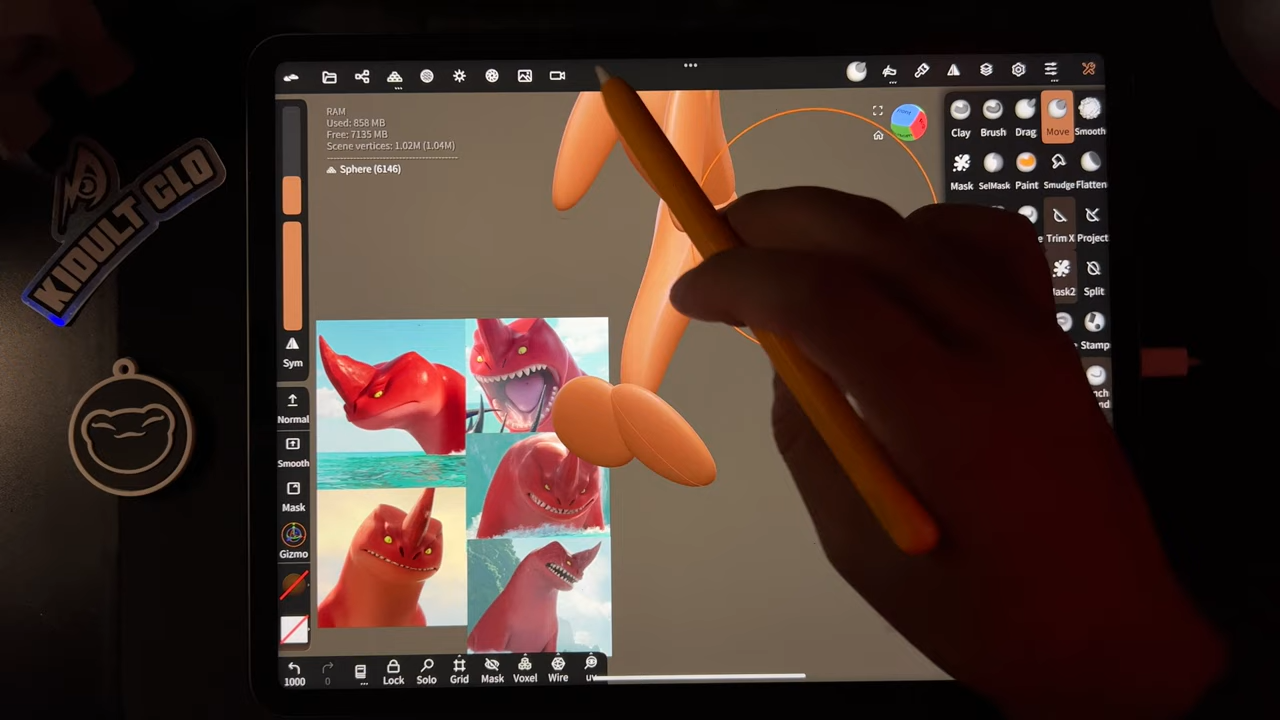 RAM
Used: 858 MB
Free: 7135 MB
Scene vertices: 1.02M (1.04M)
Sphere (6146)
KIDULT CLO
Sym
Normal
Smooth
Mask
Gizmo
Clay Brush Drag Move Smooth
Mask SelMask Paint Smudge Flatten
Trim X Project
Split
Stamp
1000 0 Lock Solo Grid Mask Voxel Wire